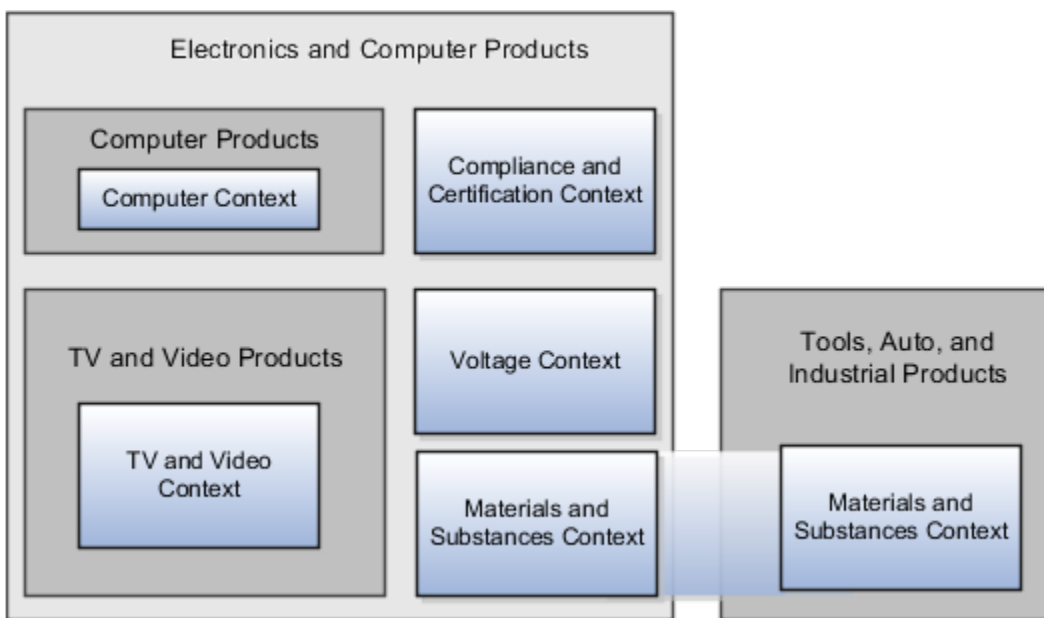 Electronics and Computer Products
Computer Products
Computer Context
Compliance and
Certification Context
TV and Video Products
TV and Video
Context
Voltage Context
Materials and
Substances Context
Tools, Auto, and
Industrial Products
Materials and
Substances Context